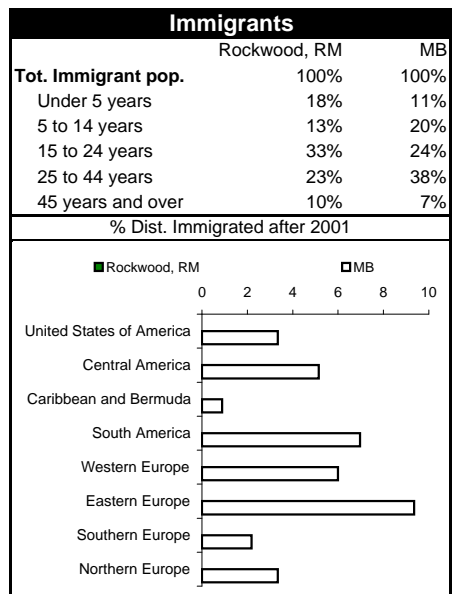 Immigrants
Rockwood, RM MB
Tot. Immigrant pop. 100% 100%
Under 5 years 18% 11%
5 to 14 years 13% 20%
15 to 24 years 33% 24%
25 to 44 years 23% 38%
45 years and over 10% 7%
% Dist. Immigrated after 2001
Rockwood, RM MB
0 2 4 6 8 10
United States of America
Central America
Caribbean and Bermuda
South America
Western Europe
Eastern Europe
Southern Europe
Northern Europe